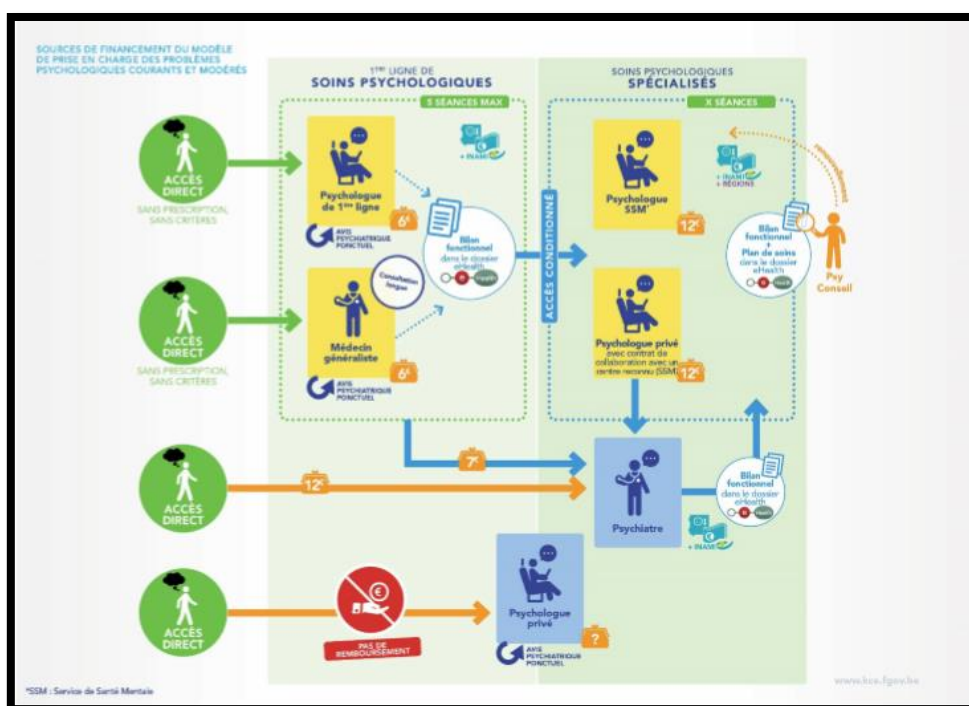 SOURCES DE FINANCEMENT DU MODÈLE
DE PRISE EN CHARGE DES PROBLÈMES
PSYCHOLOGIQUES COURANTS ET MODÉRÉS
1ÈRE LIGNE DE
SOINS PSYCHOLOGIQUES
5 SÉANCES MAX
SOINS PSYCHOLOGIQUES
SPÉCIALISÉS
X SÉANCES
ACCÈS
DIRECT
SANS PRESCRIPTION,
SANS CRITÈRES
Psychologue
de 1ère ligne
6€
AVIS
PSYCHIATRIQUE
PONCTUEL
+ INAMI
Consultation
longue
Bilan
fonctionnel
dans le dossier
eHealth
ACCÈS CONDITIONNÉ
Psychologue
SSM*
12€
+ INAMI
+ RÉGIONS
renouvellement
Bilan
fonctionnel
+
Plan de soins
dans le dossier
eHealth
Psy
Conseil
ACCÈS
DIRECT
SANS PRESCRIPTION,
SANS CRITÈRES
Médecin
généraliste
6€
AVIS
PSYCHIATRIQUE
PONCTUEL
Psychologue privé
avec contrat de
collaboration avec un
centre reconnu (SSM)
12€
ACCÈS
DIRECT
12€
7€
Psychiatre
+ INAMI
Bilan
fonctionnel
dans le dossier
eHealth
ACCÈS
DIRECT
PAS DE
REMBOURSEMENT
Psychologue
privé
?
AVIS
PSYCHIATRIQUE
PONCTUEL
*SSM : Service de Santé Mentale
www.kce.fgov.be